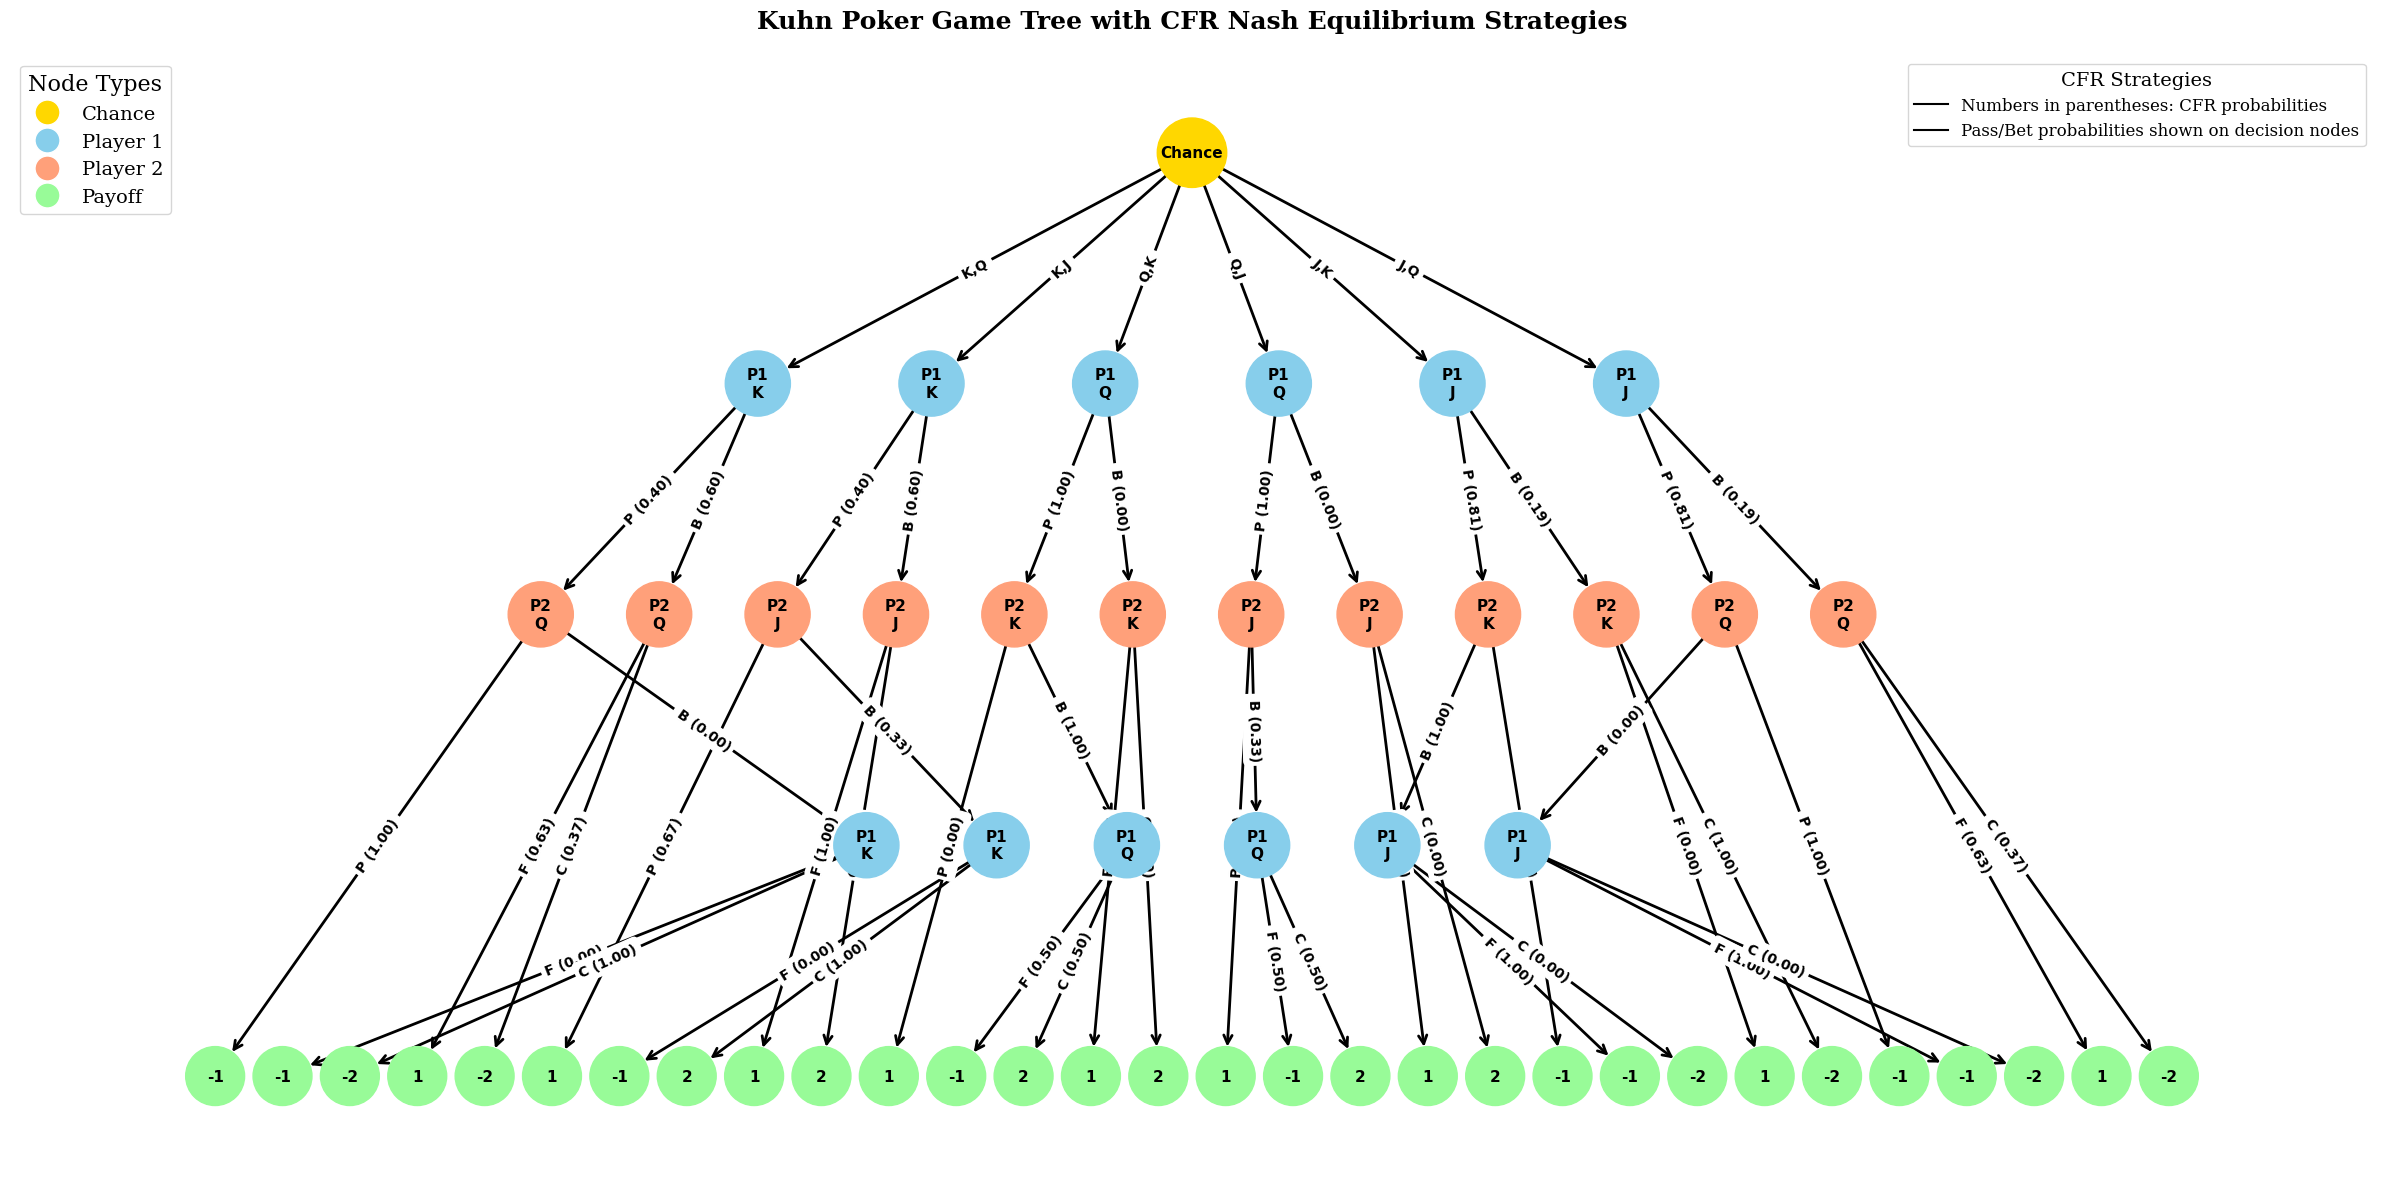 Kuhn Poker Game Tree with CFR Nash Equilibrium Strategies
Node Types
Chance
Player 1
Player 2
Payoff
CFR Strategies
Numbers in parentheses: CFR probabilities
Pass/Bet probabilities shown on decision nodes
Chance
K,Q
K,J
Q,K
Q,J
J,K
J,Q
P1
K
P1
K
P1
Q
P1
Q
P1
J
P1
J
P (0.40)
B (0.60)
P (0.40)
B (0.60)
P (1.00)
B (0.00)
P (1.00)
B (0.00)
P (0.81)
B (0.19)
P (0.81)
B (0.19)
P2
Q
P2
Q
P2
J
P2
J
P2
K
P2
K
P2
J
P2
J
P2
K
P2
K
P2
Q
P2
Q
B (0.00)
B (0.33)
B (1.00)
B (0.33)
B (1.00)
B (0.00)
P (1.00)
F (0.63)
C (0.37)
P (0.67)
F (1.00)
P (0.00)
C (0.00)
F (0.00)
C (1.00)
P (1.00)
F (0.63)
C (0.37)
P1
K
P1
K
P1
Q
P1
Q
P1
J
P1
J
F (0.00)
C (1.00)
F (0.00)
C (1.00)
F (0.50)
C (0.50)
F (0.50)
C (0.50)
F (1.00)
C (0.00)
F (1.00)
C (0.00)
-1
-1
-2
1
-2
1
-1
2
1
2
1
-1
2
1
2
1
-1
2
1
2
-1
-1
-2
1
-2
-1
-1
-2
1
-2